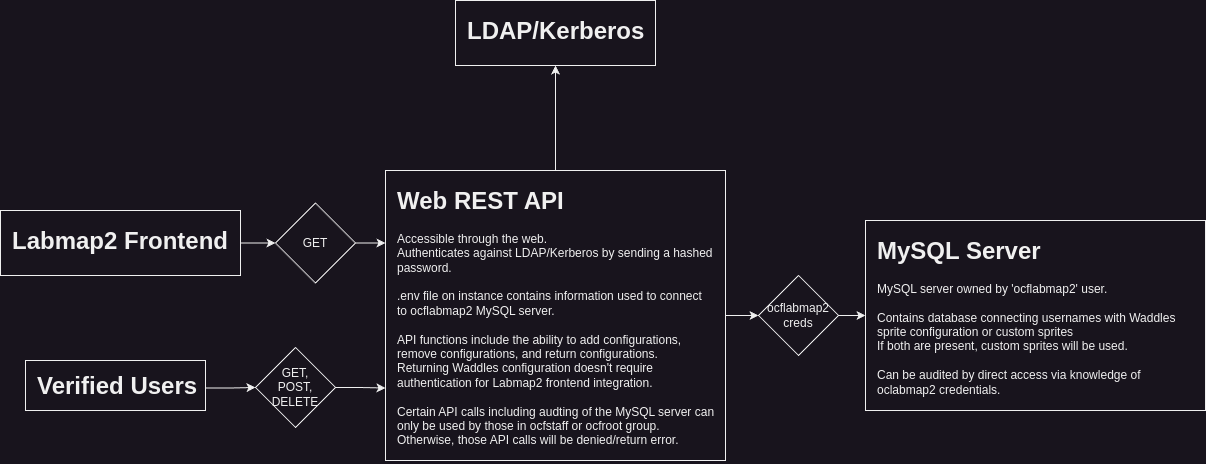 LDAP/Kerberos
Labmap2 Frontend
GET
Verified Users
GET,
POST,
DELETE
Web REST API
Accessible through the web.
Authenticates against LDAP/Kerberos by sending a hashed
password.
.env file on instance contains information used to connect
to ocflabmap2 MySQL server.
API functions include the ability to add configurations,
remove configurations, and return configurations.
Returning Waddles configuration doesn't require
authentication for Labmap2 frontend integration.
Certain API calls including audting of the MySQL server can
only be used by those in ocfstaff or ocfroot group.
Otherwise, those API calls will be denied/return error.
ocflabmap2
creds
MySQL Server
MySQL server owned by 'ocflabmap2' user.
Contains database connecting usernames with Waddles
sprite configuration or custom sprites
If both are present, custom sprites will be used.
Can be audited by direct access via knowledge of
oclabmap2 credentials.